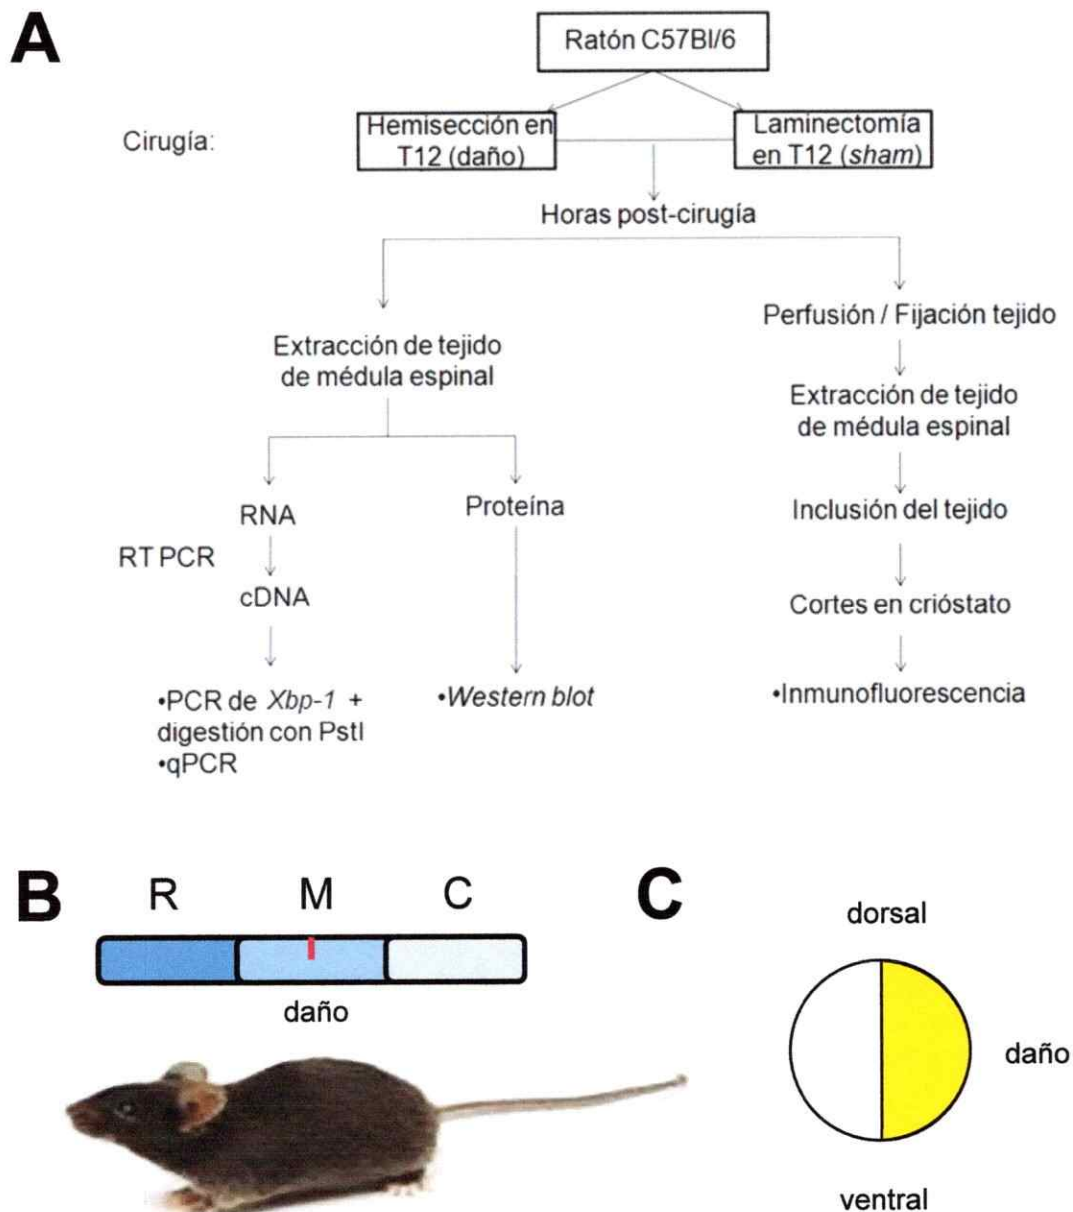 A
Ratón C57Bl/6
Cirugía:
Hemisección en
T12 (daño)
Laminectomía
en T12 (sham)
Horas post-cirugía
Extracción de tejido
de médula espinal
RNA
RT PCR
cDNA
•PCR de Xbp-1 +
digestión con PstI
•qPCR
Proteína
•Western blot
Perfusión / Fijación tejido
Extracción de tejido
de médula espinal
Inclusión del tejido
Cortes en crióstato
•Inmunofluorescencia
B
R M C
daño
C
dorsal
daño
ventral